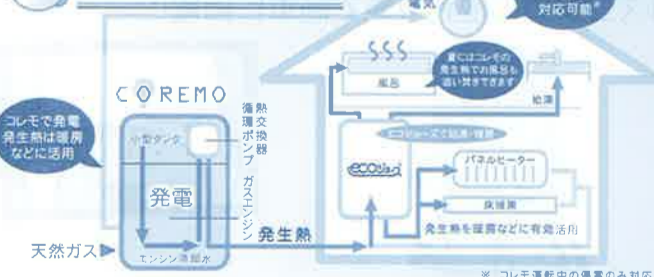 電気
対応可能*
COREMO
コレモで発電
発生熱は暖房
などに活用
小型タンク
熱交換器
循環ポンプ
ガスエンジン
発電
エンジン冷却水
天然ガス
発生熱
風呂
夏にはコレモの
発生熱でお風呂も
追い焚きできます
給湯
エコジョーズで給湯・暖房
ecoジョーズ
パネルヒーター
床暖房
発生熱を暖房などに有効活用
※ コレモ運転中の停電のみ対応